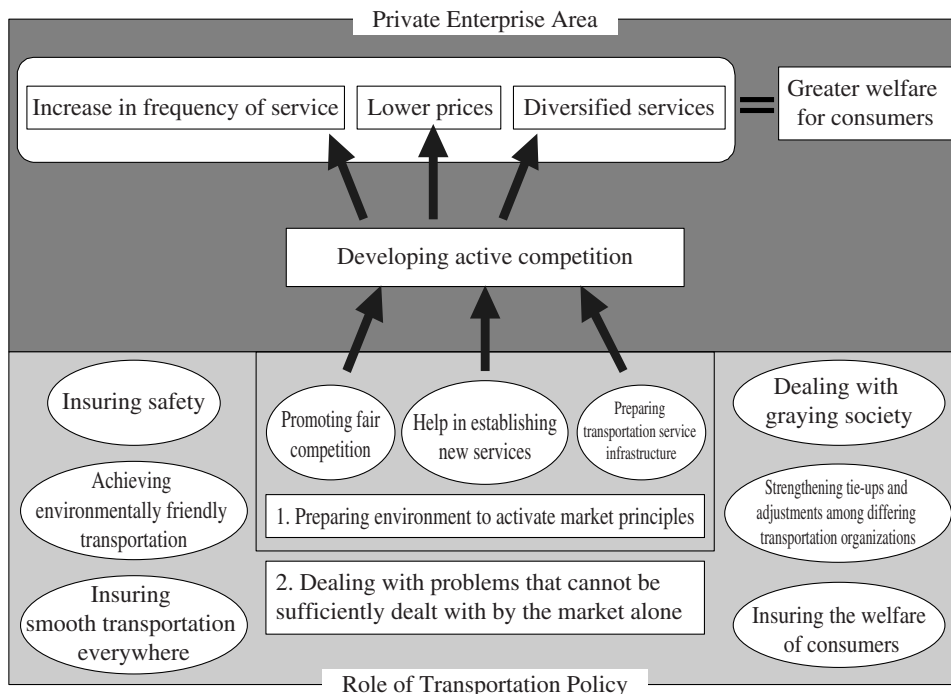 Private Enterprise Area
Increase in frequency of service
Lower prices
Diversified services
Greater welfare
for consumers
Developing active competition
Insuring safety
Promoting fair
competition
Help in establishing
new services
Preparing
transportation service
infrastructure
Dealing with
graying society
Achieving
environmentally friendly
transportation
1. Preparing environment to activate market principles
Strengthening tie-ups and
adjustments among differing
transportation organizations
Insuring
smooth transportation
everywhere
2. Dealing with problems that cannot be
sufficiently dealt with by the market alone
Insuring the welfare
of consumers
Role of Transportation Policy